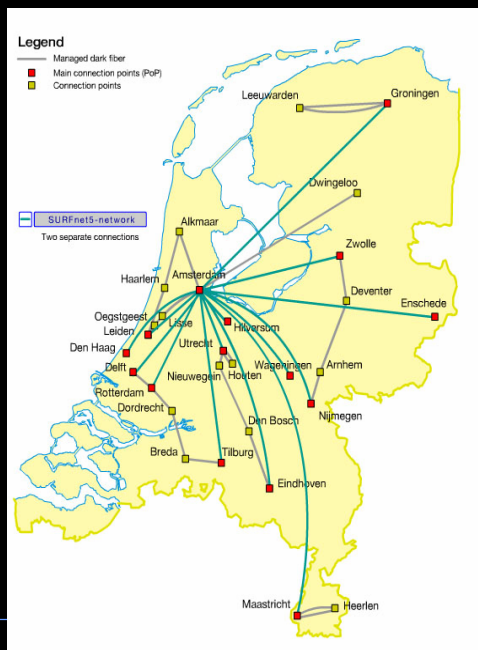 Legend
Managed dark fiber
Main connection points (PoP)
Connection points
Leeuwarden
Groningen
Dwingeloo
SURFnet5-network
Two separate connections
Alkmaar
Zwolle
Haarlem
Amsterdam
Deventer
Enschede
Oegstgeest
Lisse
Leiden
Hilversum
Den Haag
Utrecht
Delft
Nieuwegein
Houten
Wageningen
Arnhem
Rotterdam
Dordrecht
Nijmegen
Den Bosch
Breda
Tilburg
Eindhoven
Maastricht
Heerlen